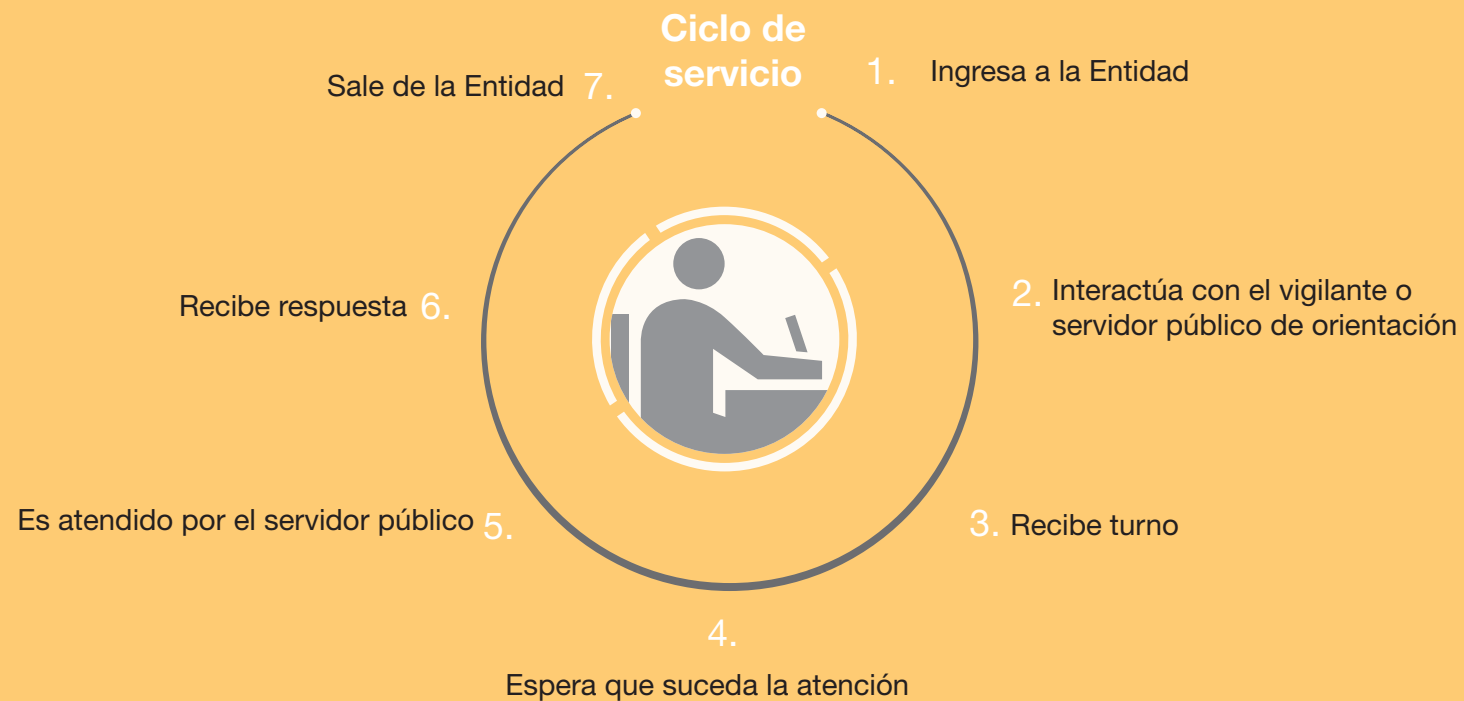 Ciclo de
servicio
1. Ingresa a la Entidad
2. Interactúa con el vigilante o
servidor público de orientación
3. Recibe turno
4.
Espera que suceda la atención
Es atendido por el servidor público 5.
Recibe respuesta 6.
Sale de la Entidad 7.